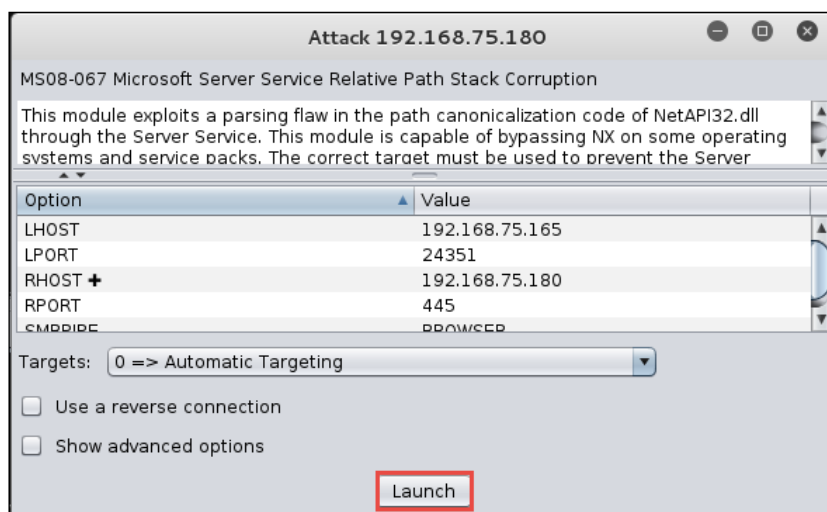 Attack 192.168.75.180
MS08-067 Microsoft Server Service Relative Path Stack Corruption
This module exploits a parsing flaw in the path canonicalization code of NetAPI32.dll
through the Server Service. This module is capable of bypassing NX on some operating
systems and service packs. The correct target must be used to prevent the Server
Option Value
LHOST 192.168.75.165
LPORT 24351
RHOST + 192.168.75.180
RPORT 445
SMBPIPE BROWSER
Targets: 0 => Automatic Targeting
Use a reverse connection
Show advanced options
Launch